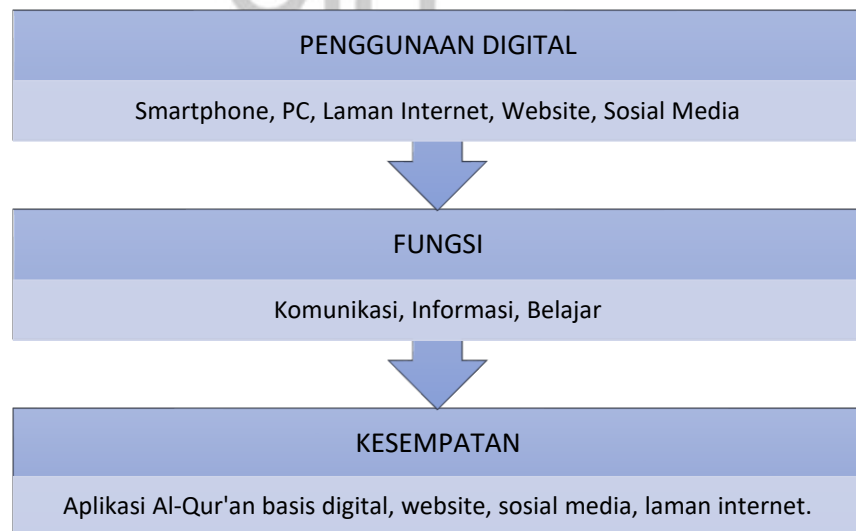 PENGGUNAAN DIGITAL
Smartphone, PC, Laman Internet, Website, Sosial Media
FUNGSI
Komunikasi, Informasi, Belajar
KESEMPATAN
Aplikasi Al-Qur'an basis digital, website, sosial media, laman internet.